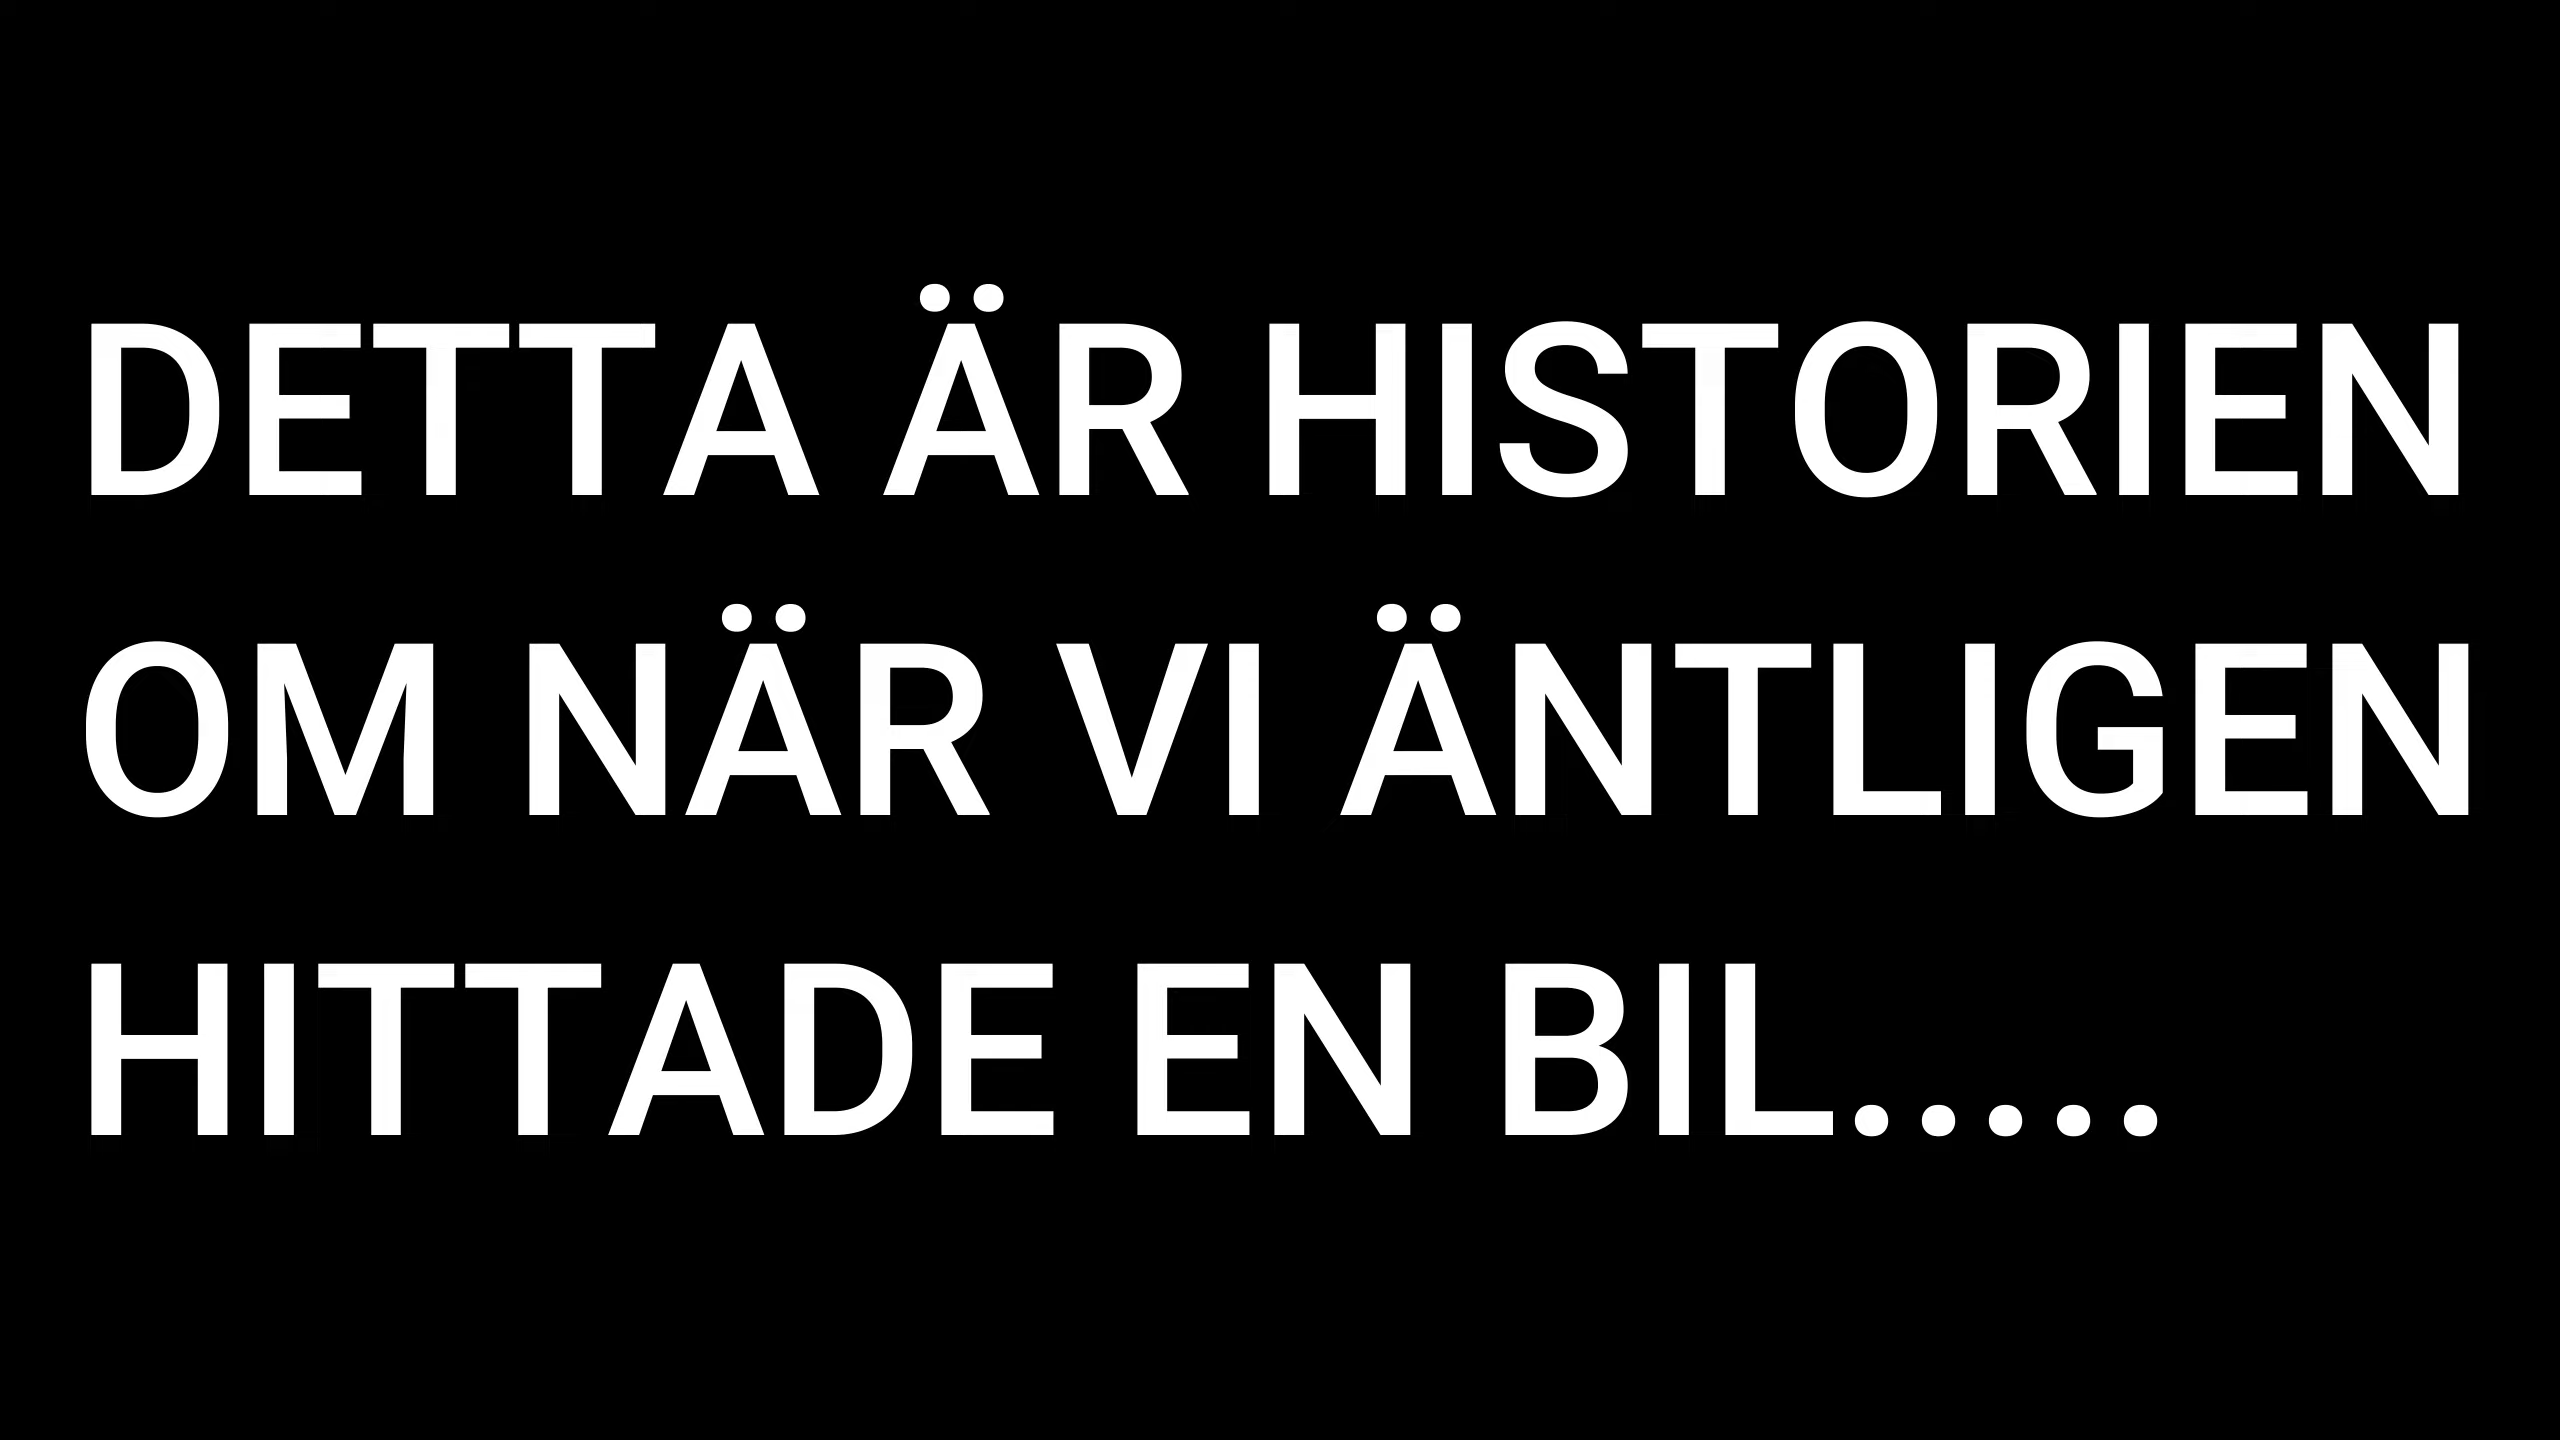 DETTA ÄR HISTORIEN
OM NÄR VI ÄNTLIGEN
HITTADE EN BIL.....